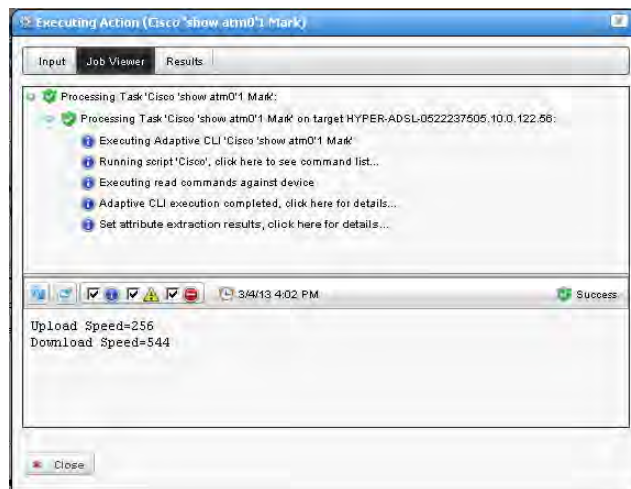 Executing Action (Cisco 'show atm0'1 Mark)
Input Job Viewer Results
Processing Task 'Cisco 'show atm0'1 Mark':
Processing Task 'Cisco 'show atm0'1 Mark' on target HYPER-ADSL-0522237505.10.0.122.56:
Executing Adaptive CLI 'Cisco 'show atm0'1 Mark'
Running script 'Cisco', click here to see command list...
Executing read commands against device
Adaptive CLI execution completed, click here for details...
Set attribute extraction results, click here for details...
3/4/13 4:02 PM Success
Upload Speed=256
Download Speed=544
Close